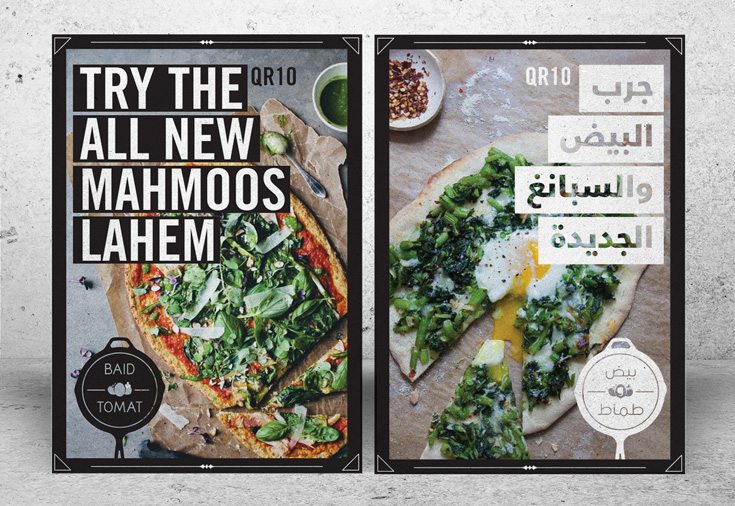 TRY THE QR10
ALL NEW
MAHMOOS
LAHEM
BAID
TOMAT
QR10 جرب
البيض
والسبانغ
الجديدة
بيض
طماط